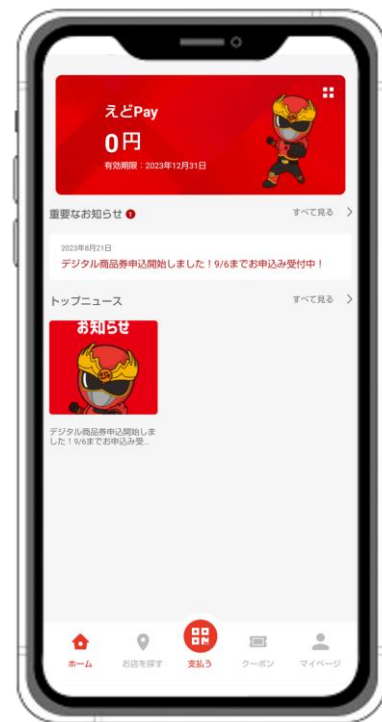 えどPay
0円
有効期限：2023年12月31日
重要なお知らせ 1
すべて見る
2023年8月21日
デジタル商品券申込開始しました！9/6までお申込み受付中！
トップニュース
すべて見る
お知らせ
デジタル商品券申込開始しま
した！9/6までお申込み受...
ホーム
お店を探す
支払う
クーポン
マイページ